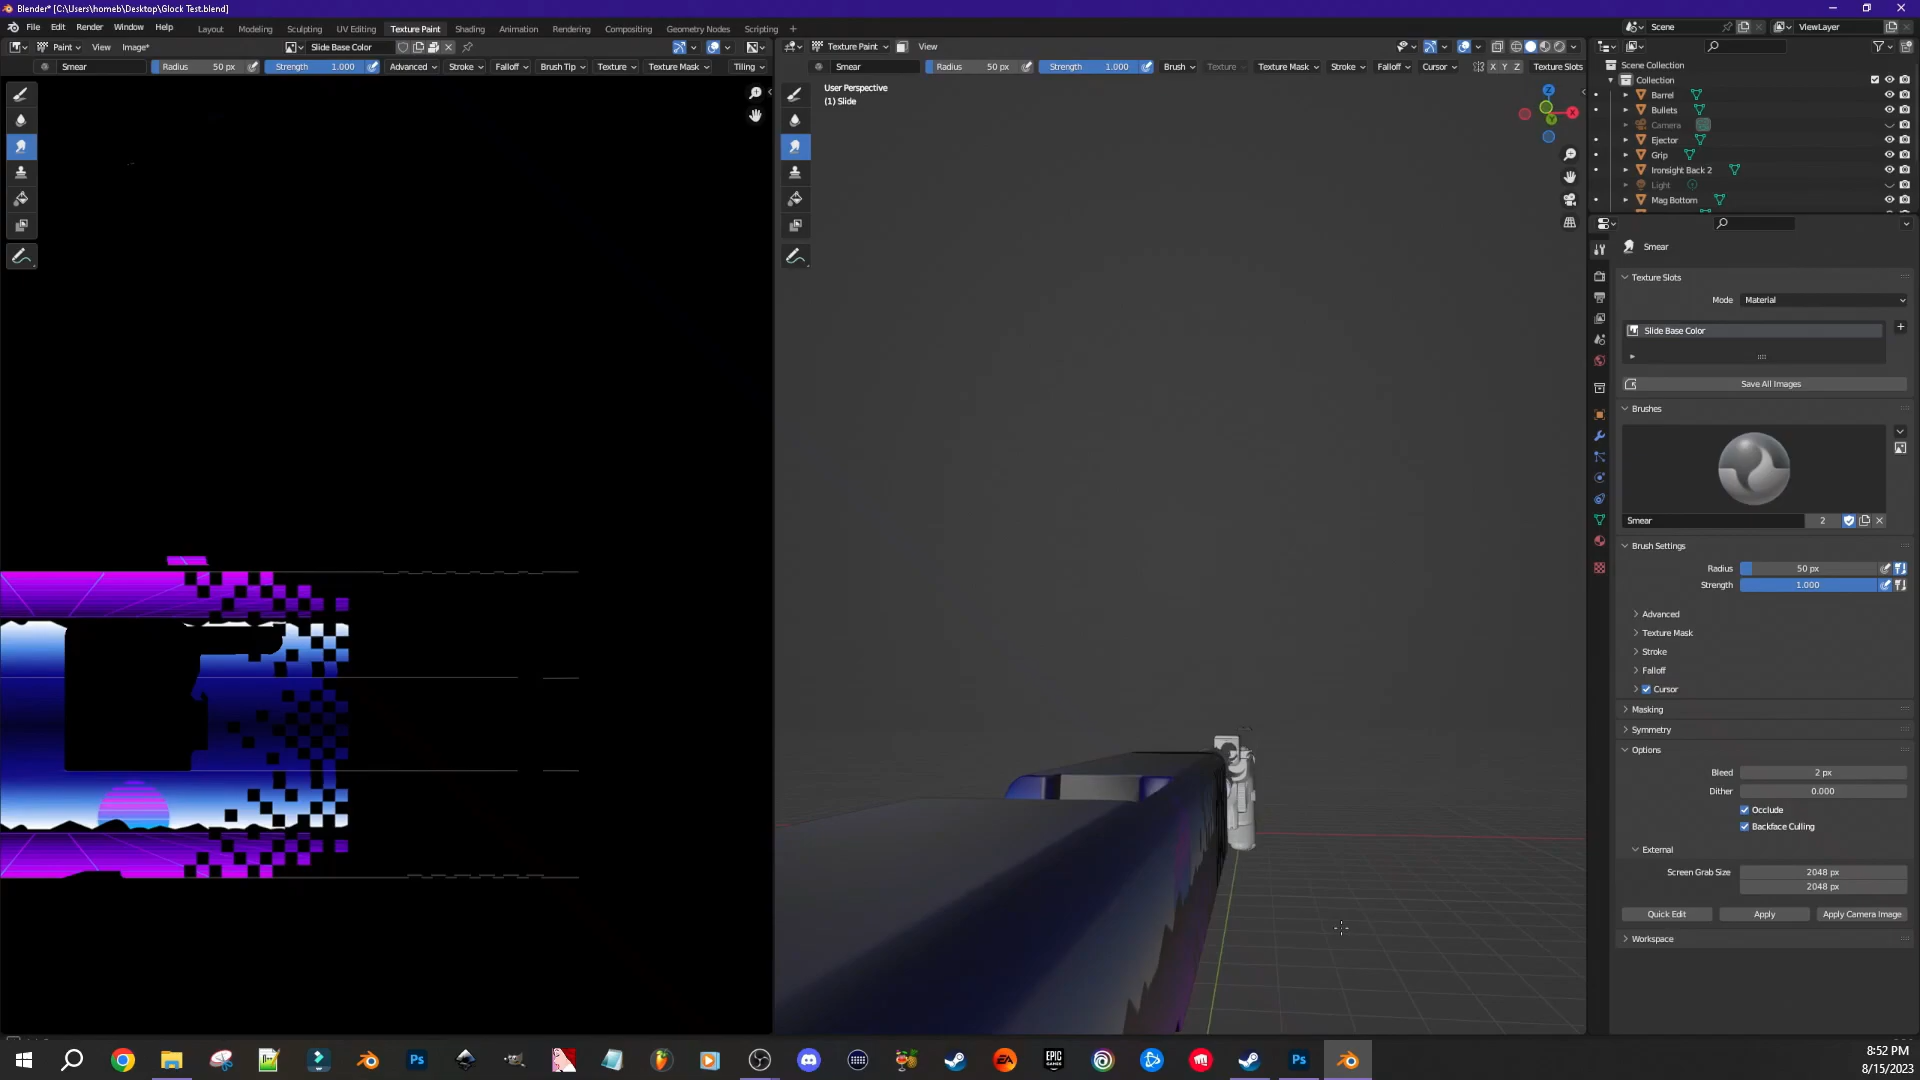 Blender* [C:\Users\homeb\Desktop\Glock Test.blend]
File Edit Render Window Help Layout Modeling Sculpting UV Editing Texture Paint Shading Animation Rendering Compositing Geometry Nodes Scripting +
Scene ViewLayer
Paint View Image* Slide Base Color
Texture Paint View
Smear Radius 50 px Strength 1.000 Advanced Stroke Falloff Brush Tip Texture Texture Mask Tiling
Smear Radius 50 px Strength 1.000 Brush Texture Texture Mask Stroke Falloff Cursor X Y Z Texture Slots
User Perspective
(1) Slide
Z
X
Y
Scene Collection
Collection
Barrel
Bullets
Camera
Ejector
Grip
Ironsight Back 2
Light
Mag Bottom
Smear
Texture Slots
Mode Material
Slide Base Color
Save All Images
Brushes
Smear 2
Brush Settings
Radius 50 px
Strength 1.000
Advanced
Texture Mask
Stroke
Falloff
Cursor
Masking
Symmetry
Options
Bleed 2 px
Dither 0.000
Occlude
Backface Culling
External
Screen Grab Size 2048 px
2048 px
Quick Edit Apply Apply Camera Image
Workspace
Ps
EA
EPIC GAMES
Ps
8:52 PM
8/15/2023